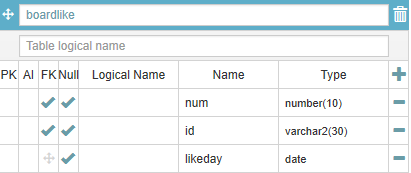 boardlike
Table logical name
PK AI FK Null Logical Name Name Type
num number(10)
id varchar2(30)
likeday date